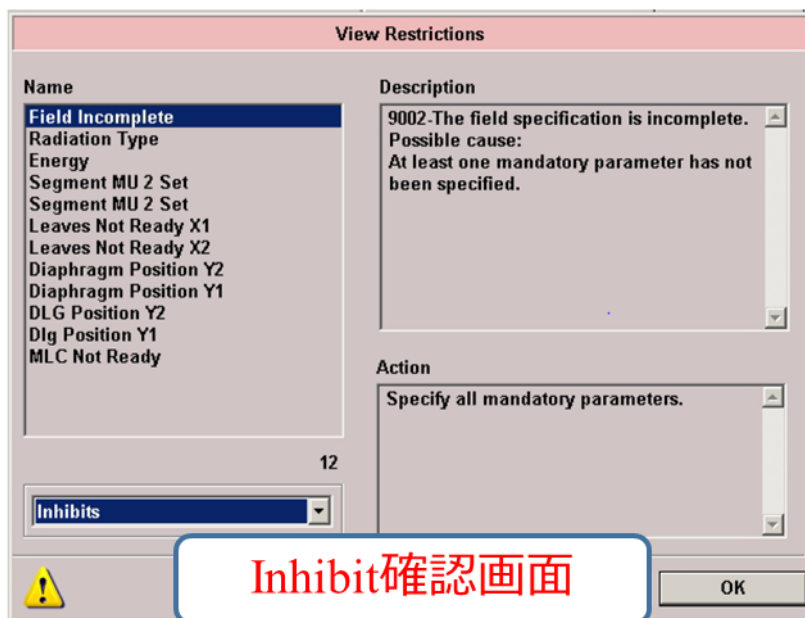 View Restrictions
Name
Field Incomplete
Radiation Type
Energy
Segment MU 2 Set
Segment MU 2 Set
Leaves Not Ready X1
Leaves Not Ready X2
Diaphragm Position Y2
Diaphragm Position Y1
DLG Position Y2
Dlg Position Y1
MLC Not Ready
12
Inhibits
Description
9002-The field specification is incomplete.
Possible cause:
At least one mandatory parameter has not
been specified.
Action
Specify all mandatory parameters.
Inhibit確認画面
OK